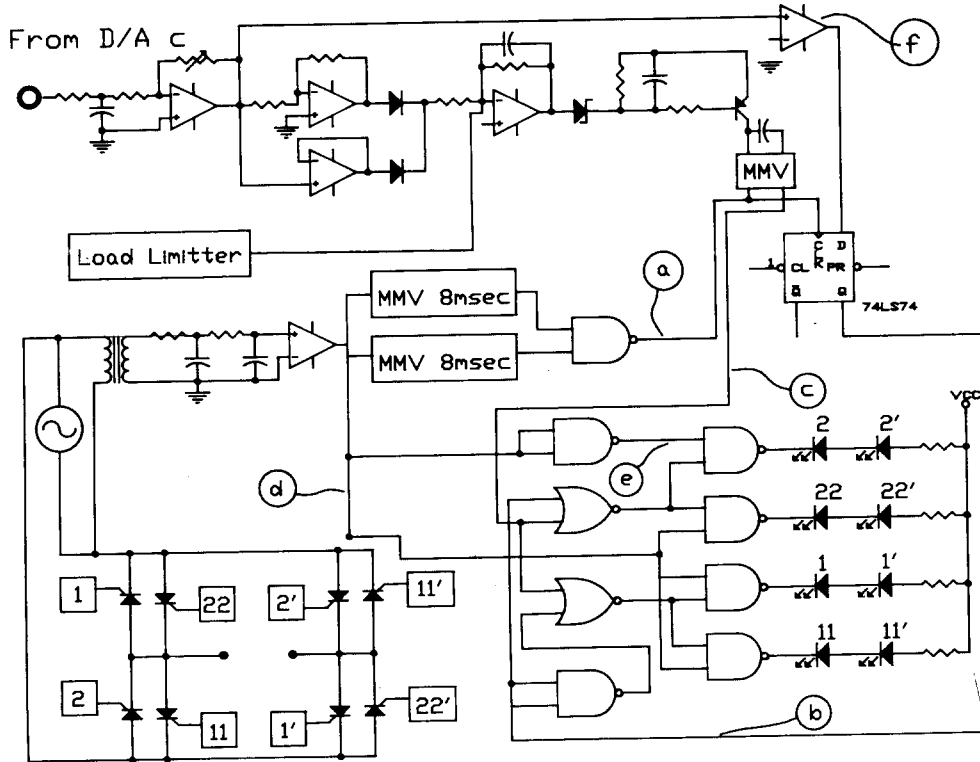 From D/A c
f
MMV
Load Limitter
a
1 CL C K D PR
Q̅ Q
74LS74
MMV 8msec
MMV 8msec
c
VCC
2 2'
e
d
22 22'
1 1'
1 22 2' 11'
11 11'
2 11 1' 22'
b